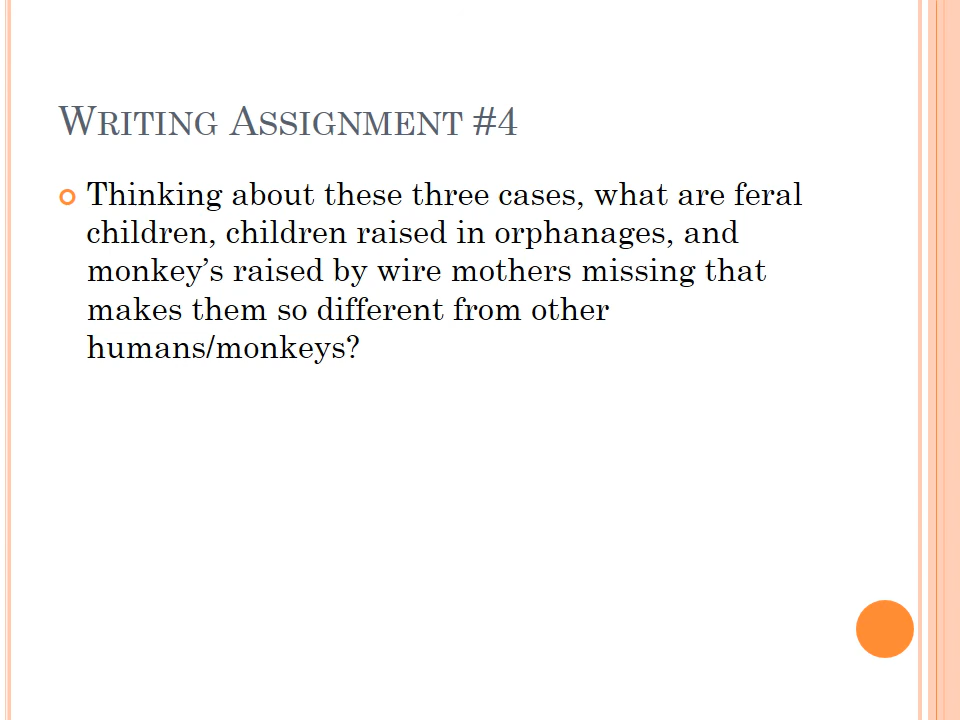 Writing Assignment #4
Thinking about these three cases, what are feral
children, children raised in orphanages, and
monkey’s raised by wire mothers missing that
makes them so different from other
humans/monkeys?